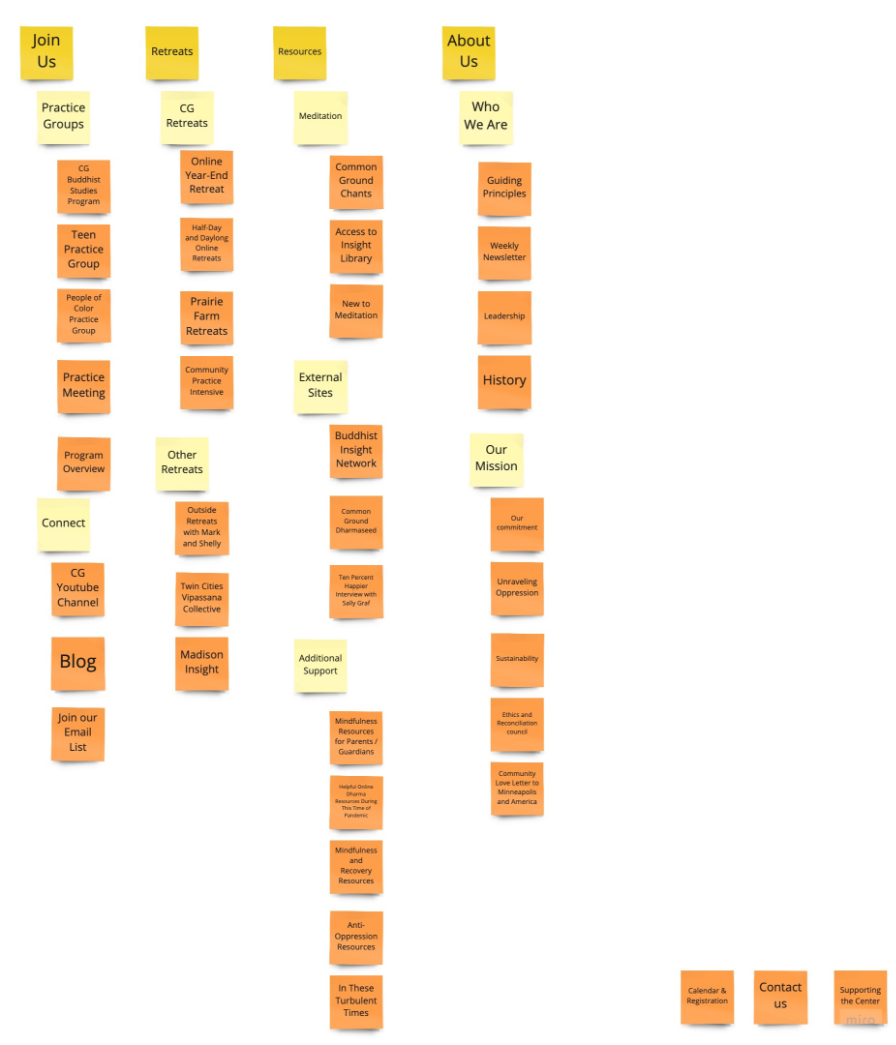 Join
Us
Practice
Groups
CG
Buddhist
Studies
Program
Teen
Practice
Group
People of
Color
Practice
Group
Practice
Meeting
Program
Overview
Connect
CG
Youtube
Channel
Blog
Join our
Email
List
Retreats
CG
Retreats
Online
Year-End
Retreat
Half-Day
and Daylong
Online
Retreats
Prairie
Farm
Retreats
Community
Practice
Intensive
Other
Retreats
Outside
Retreats
with Mark
and Shelly
Twin Cities
Vipassana
Collective
Madison
Insight
Resources
Meditation
Common
Ground
Chants
Access to
Insight
Library
New to
Meditation
External
Sites
Buddhist
Insight
Network
Common
Ground
Dharmaseed
Ten Percent
Happier
Interview with
Sally Graf
Additional
Support
Mindfulness
Resources
for Parents /
Guardians
Helpful Online
Dharma
Resources During
This Time of
Pandemic
Mindfulness
and
Recovery
Resources
Anti-
Oppression
Resources
In These
Turbulent
Times
About
Us
Who
We Are
Guiding
Principles
Weekly
Newsletter
Leadership
History
Our
Mission
Our
commitment
Unraveling
Oppression
Sustainability
Ethics and
Reconciliation
council
Community
Love Letter to
Minneapolis
and America
Calendar &
Registration
Contact
us
Supporting
the Center
miro